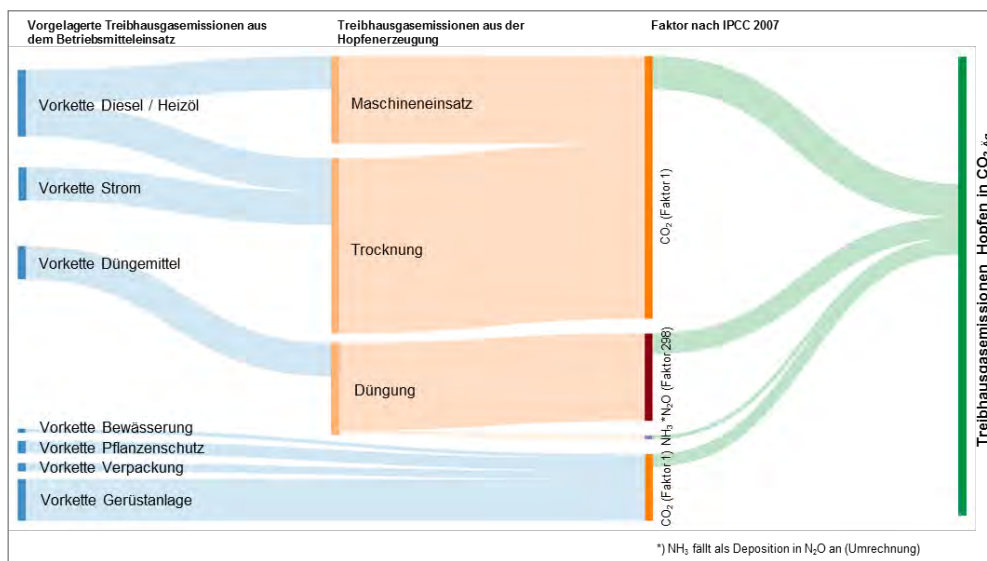 Vorgelagerte Treibhausgasemissionen aus
dem Betriebsmitteleinsatz
Treibhausgasemissionen aus der
Hopfenerzeugung
Faktor nach IPCC 2007
Vorkette Diesel / Heizöl
Vorkette Strom
Vorkette Düngemittel
Vorkette Bewässerung
Vorkette Pflanzenschutz
Vorkette Verpackung
Vorkette Gerüstanlage
Maschineneinsatz
Trocknung
Düngung
CO₂ (Faktor 1)
N₂O (Faktor 298)
NH₃ *
CO₂ (Faktor 1)
Treibhausgasemissionen Hopfen in CO₂ äq
*) NH₃ fällt als Deposition in N₂O an (Umrechnung)